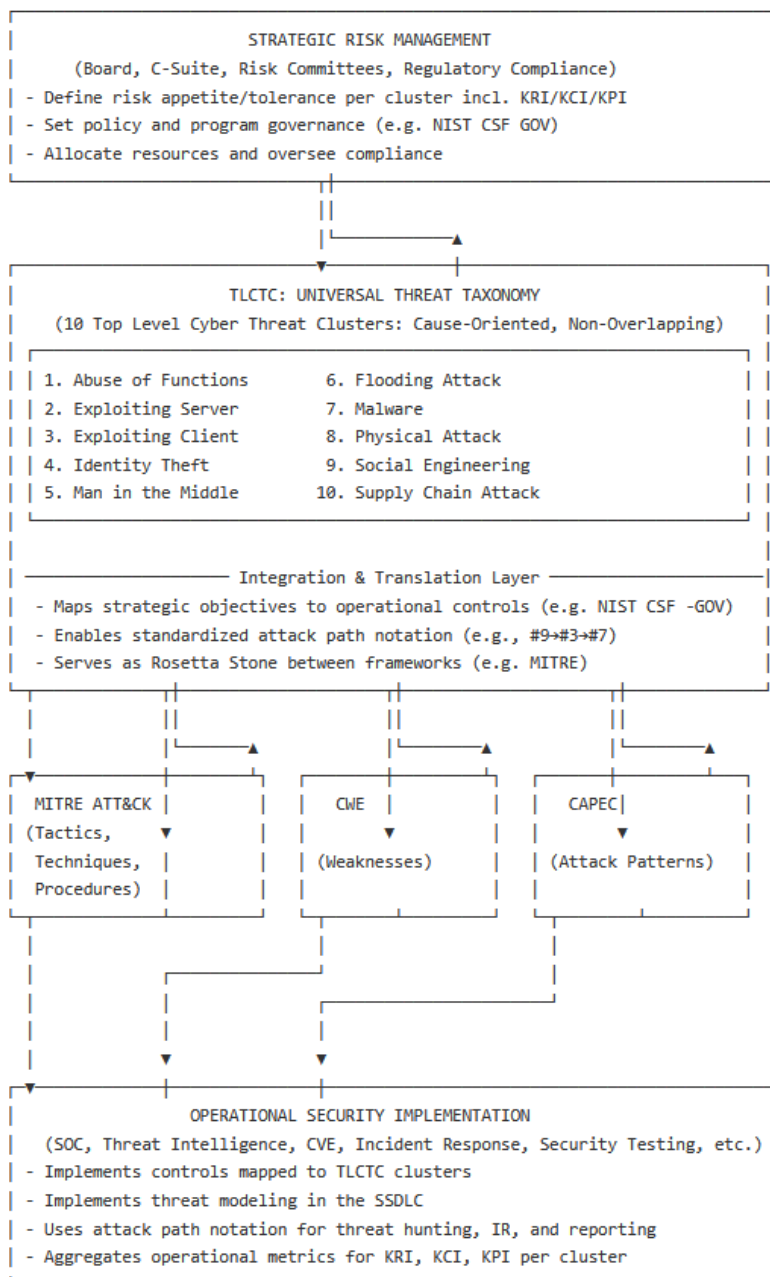 STRATEGIC RISK MANAGEMENT
(Board, C-Suite, Risk Committees, Regulatory Compliance)
- Define risk appetite/tolerance per cluster incl. KRI/KCI/KPI
- Set policy and program governance (e.g. NIST CSF GOV)
- Allocate resources and oversee compliance
TLCTC: UNIVERSAL THREAT TAXONOMY
(10 Top Level Cyber Threat Clusters: Cause-Oriented, Non-Overlapping)
1. Abuse of Functions 6. Flooding Attack
2. Exploiting Server 7. Malware
3. Exploiting Client 8. Physical Attack
4. Identity Theft 9. Social Engineering
5. Man in the Middle 10. Supply Chain Attack
Integration & Translation Layer
- Maps strategic objectives to operational controls (e.g. NIST CSF -GOV)
- Enables standardized attack path notation (e.g., #9→#3→#7)
- Serves as Rosetta Stone between frameworks (e.g. MITRE)
MITRE ATT&CK CWE CAPEC
(Tactics,
Techniques, (Weaknesses) (Attack Patterns)
Procedures)
OPERATIONAL SECURITY IMPLEMENTATION
(SOC, Threat Intelligence, CVE, Incident Response, Security Testing, etc.)
- Implements controls mapped to TLCTC clusters
- Implements threat modeling in the SSDLC
- Uses attack path notation for threat hunting, IR, and reporting
- Aggregates operational metrics for KRI, KCI, KPI per cluster